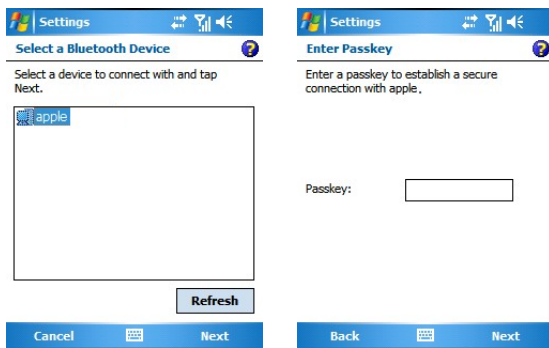 Settings
Select a Bluetooth Device
Select a device to connect with and tap
Next.
apple
Refresh
Cancel
Next
Settings
Enter Passkey
Enter a passkey to establish a secure
connection with apple.
Passkey:
Back
Next